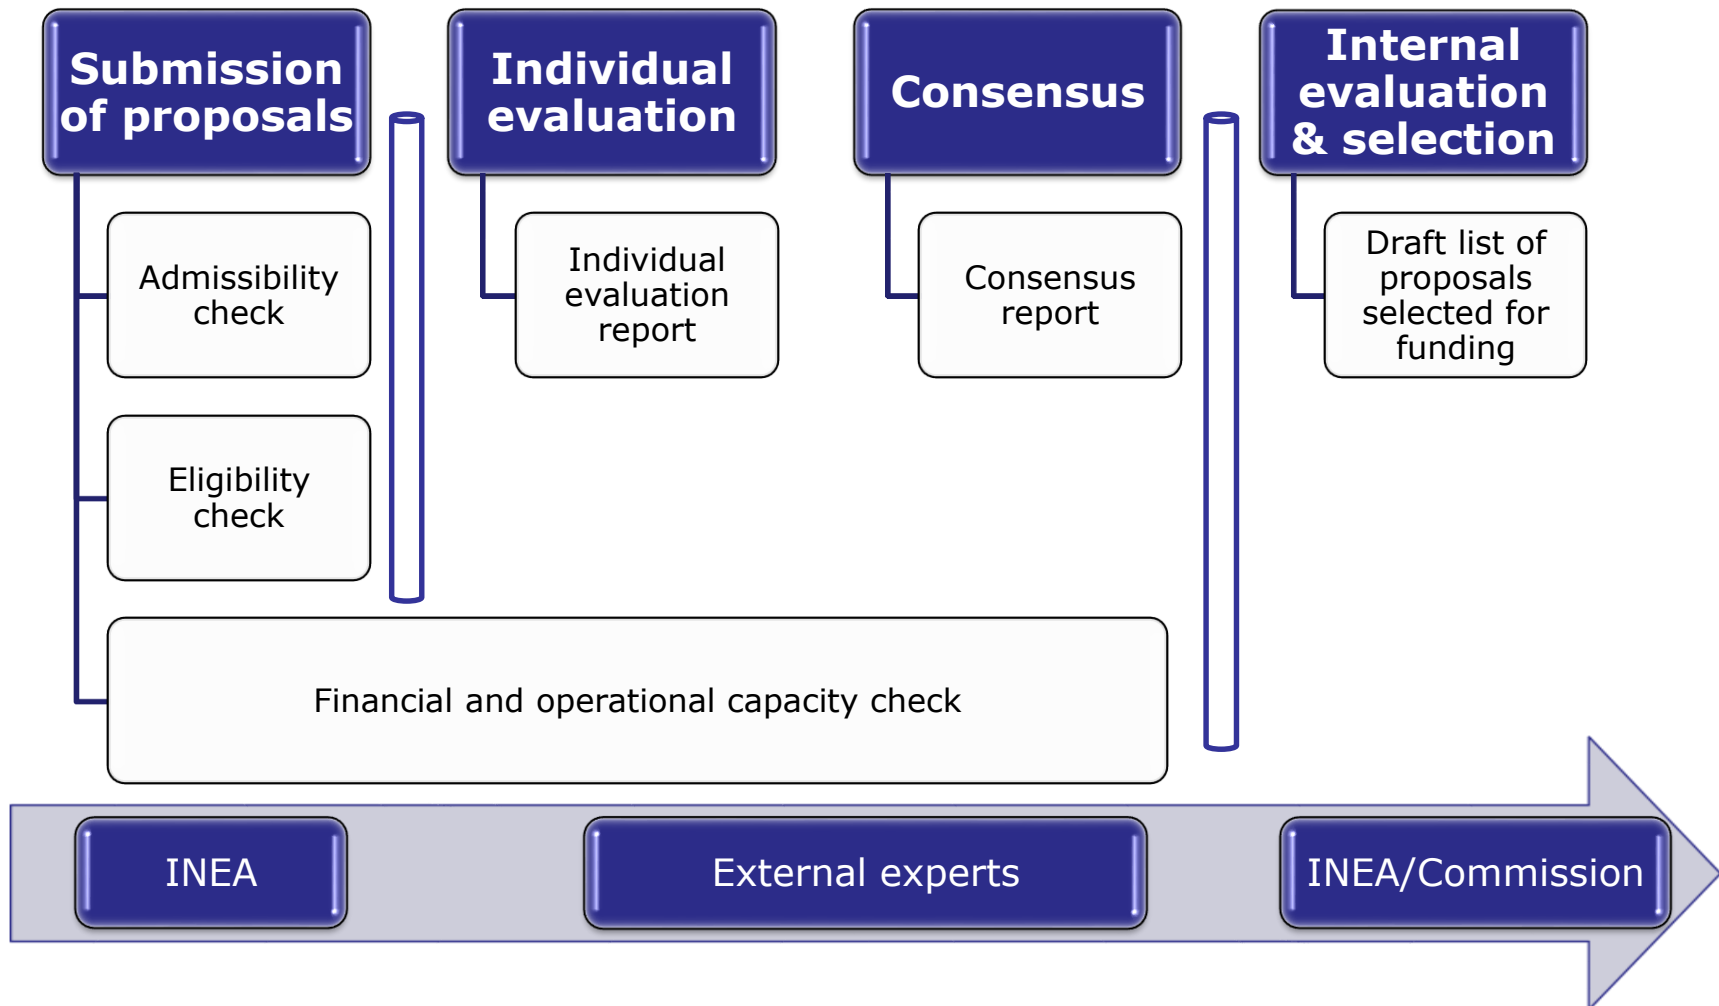 Submission
of proposals
Individual
evaluation
Consensus
Internal
evaluation
& selection
Admissibility
check
Individual
evaluation
report
Consensus
report
Draft list of
proposals
selected for
funding
Eligibility
check
Financial and operational capacity check
INEA
External experts
INEA/Commission